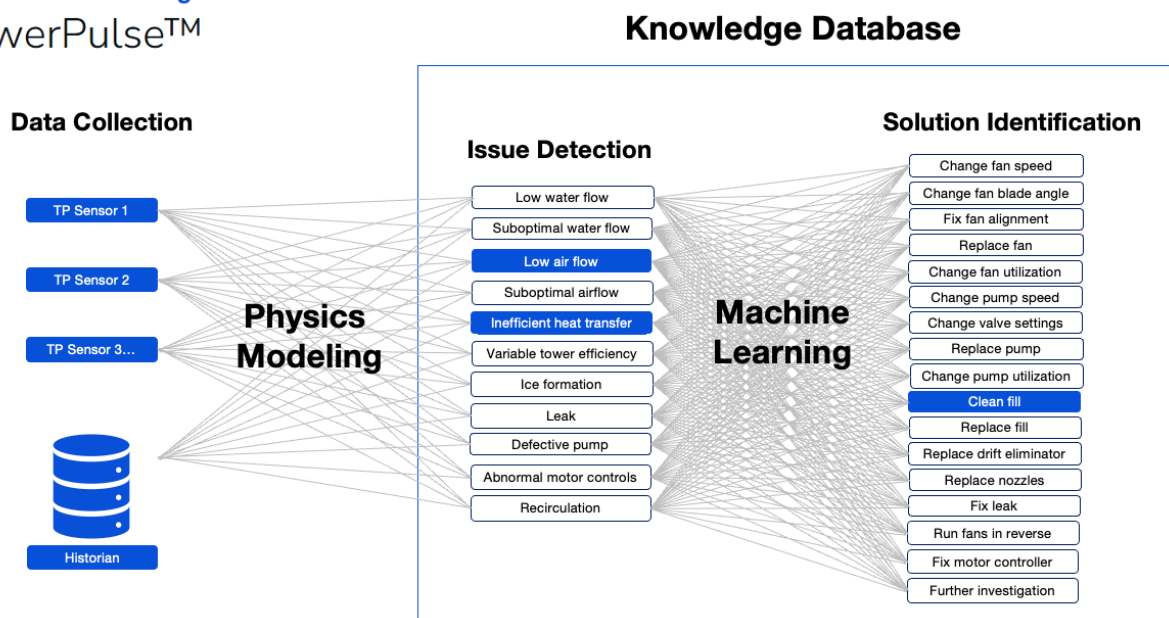 werPulse™
Knowledge Database
Data Collection
Issue Detection
Solution Identification
TP Sensor 1
TP Sensor 2
TP Sensor 3...
Historian
Physics
Modeling
Low water flow
Suboptimal water flow
Low air flow
Suboptimal airflow
Inefficient heat transfer
Variable tower efficiency
Ice formation
Leak
Defective pump
Abnormal motor controls
Recirculation
Machine
Learning
Change fan speed
Change fan blade angle
Fix fan alignment
Replace fan
Change fan utilization
Change pump speed
Change valve settings
Replace pump
Change pump utilization
Clean fill
Replace fill
Replace drift eliminator
Replace nozzles
Fix leak
Run fans in reverse
Fix motor controller
Further investigation